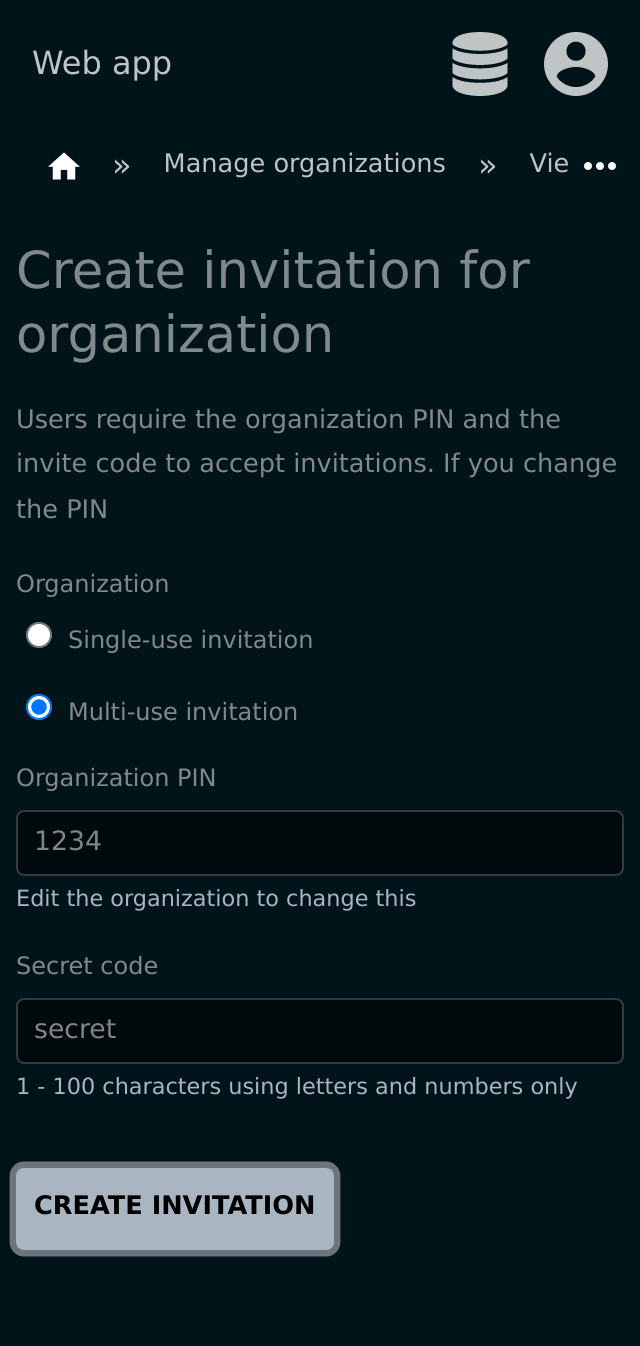 Web app
» Manage organizations » Vie
Create invitation for
organization
Users require the organization PIN and the
invite code to accept invitations. If you change
the PIN
Organization
Single-use invitation
Multi-use invitation
Organization PIN
1234
Edit the organization to change this
Secret code
secret
1 - 100 characters using letters and numbers only
CREATE INVITATION